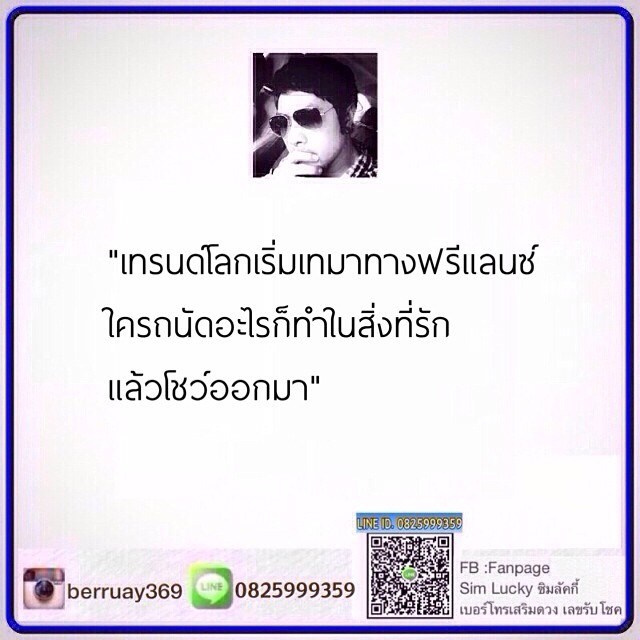 "เทรนด์โลกเริ่มเทมาทางฟรีแลนซ์
ใครถนัดอะไรก็ทำในสิ่งที่รัก
แล้วโชว์ออกมา"
LINE ID. 0825999359
berruay369
LINE
0825999359
FB :Fanpage
Sim Lucky ซิมลัคกี้
เบอร์โทรเสริมดวง เลขรับโชค